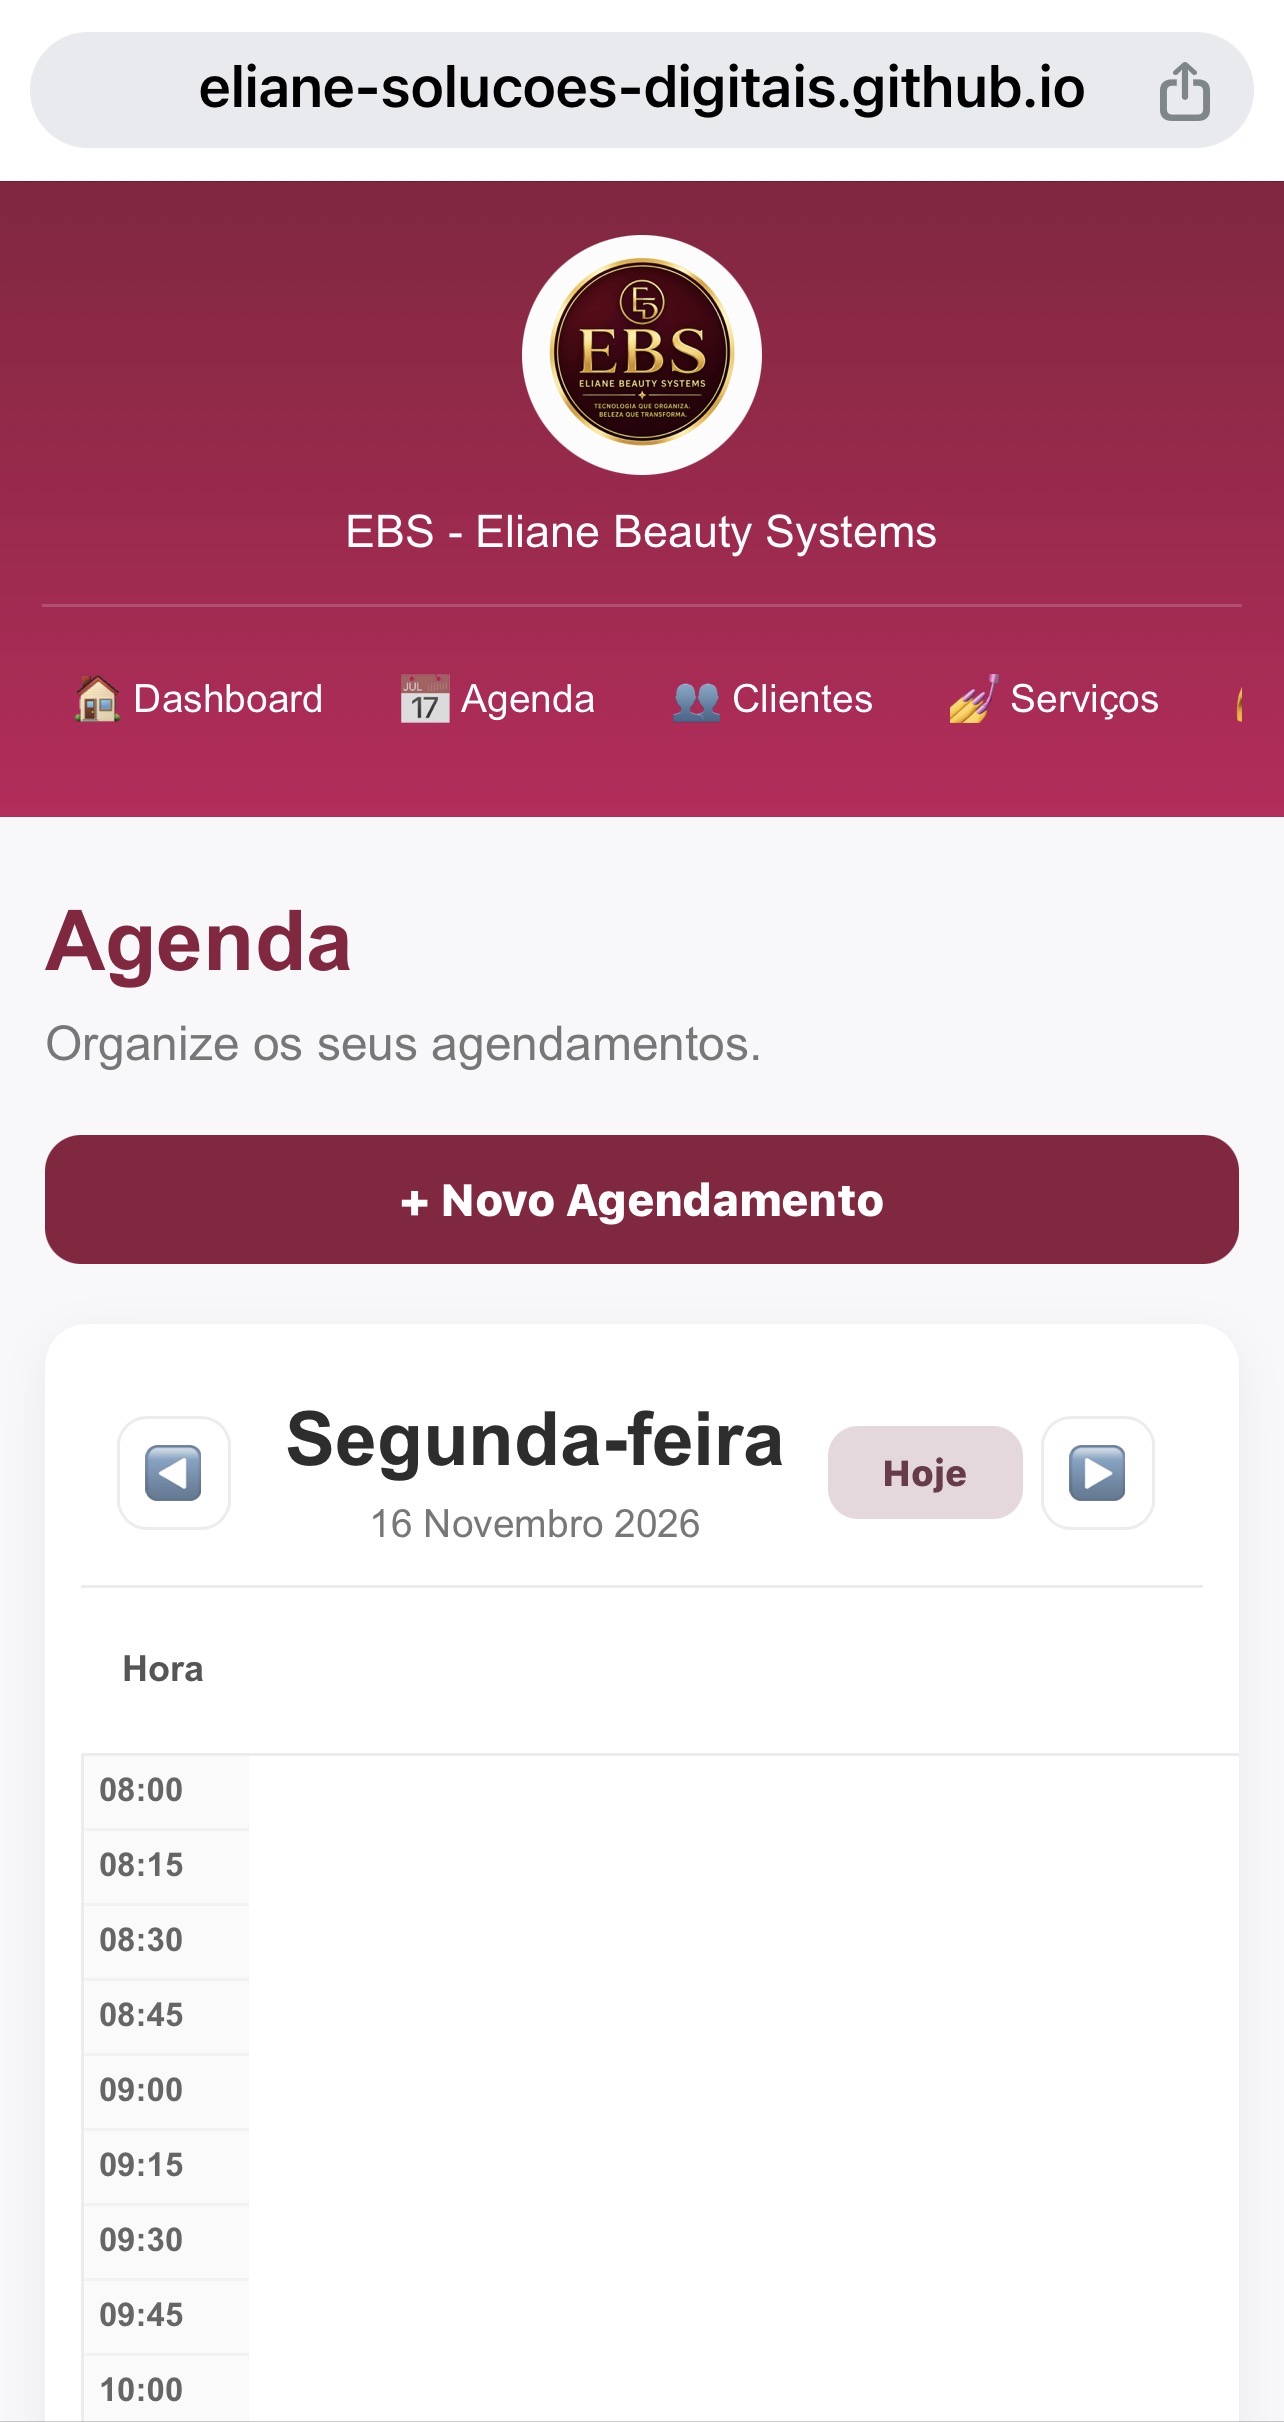 eliane-solucoes-digitais.github.io
EBS
ELIANE BEAUTY SYSTEMS
TECNOLOGIA QUE ORGANIZA.
BELEZA QUE TRANSFORMA.
EBS - Eliane Beauty Systems
Dashboard
JUL 17 Agenda
Clientes
Serviços
Agenda
Organize os seus agendamentos.
+ Novo Agendamento
Segunda-feira
16 Novembro 2026
Hoje
Hora
08:00
08:15
08:30
08:45
09:00
09:15
09:30
09:45
10:00